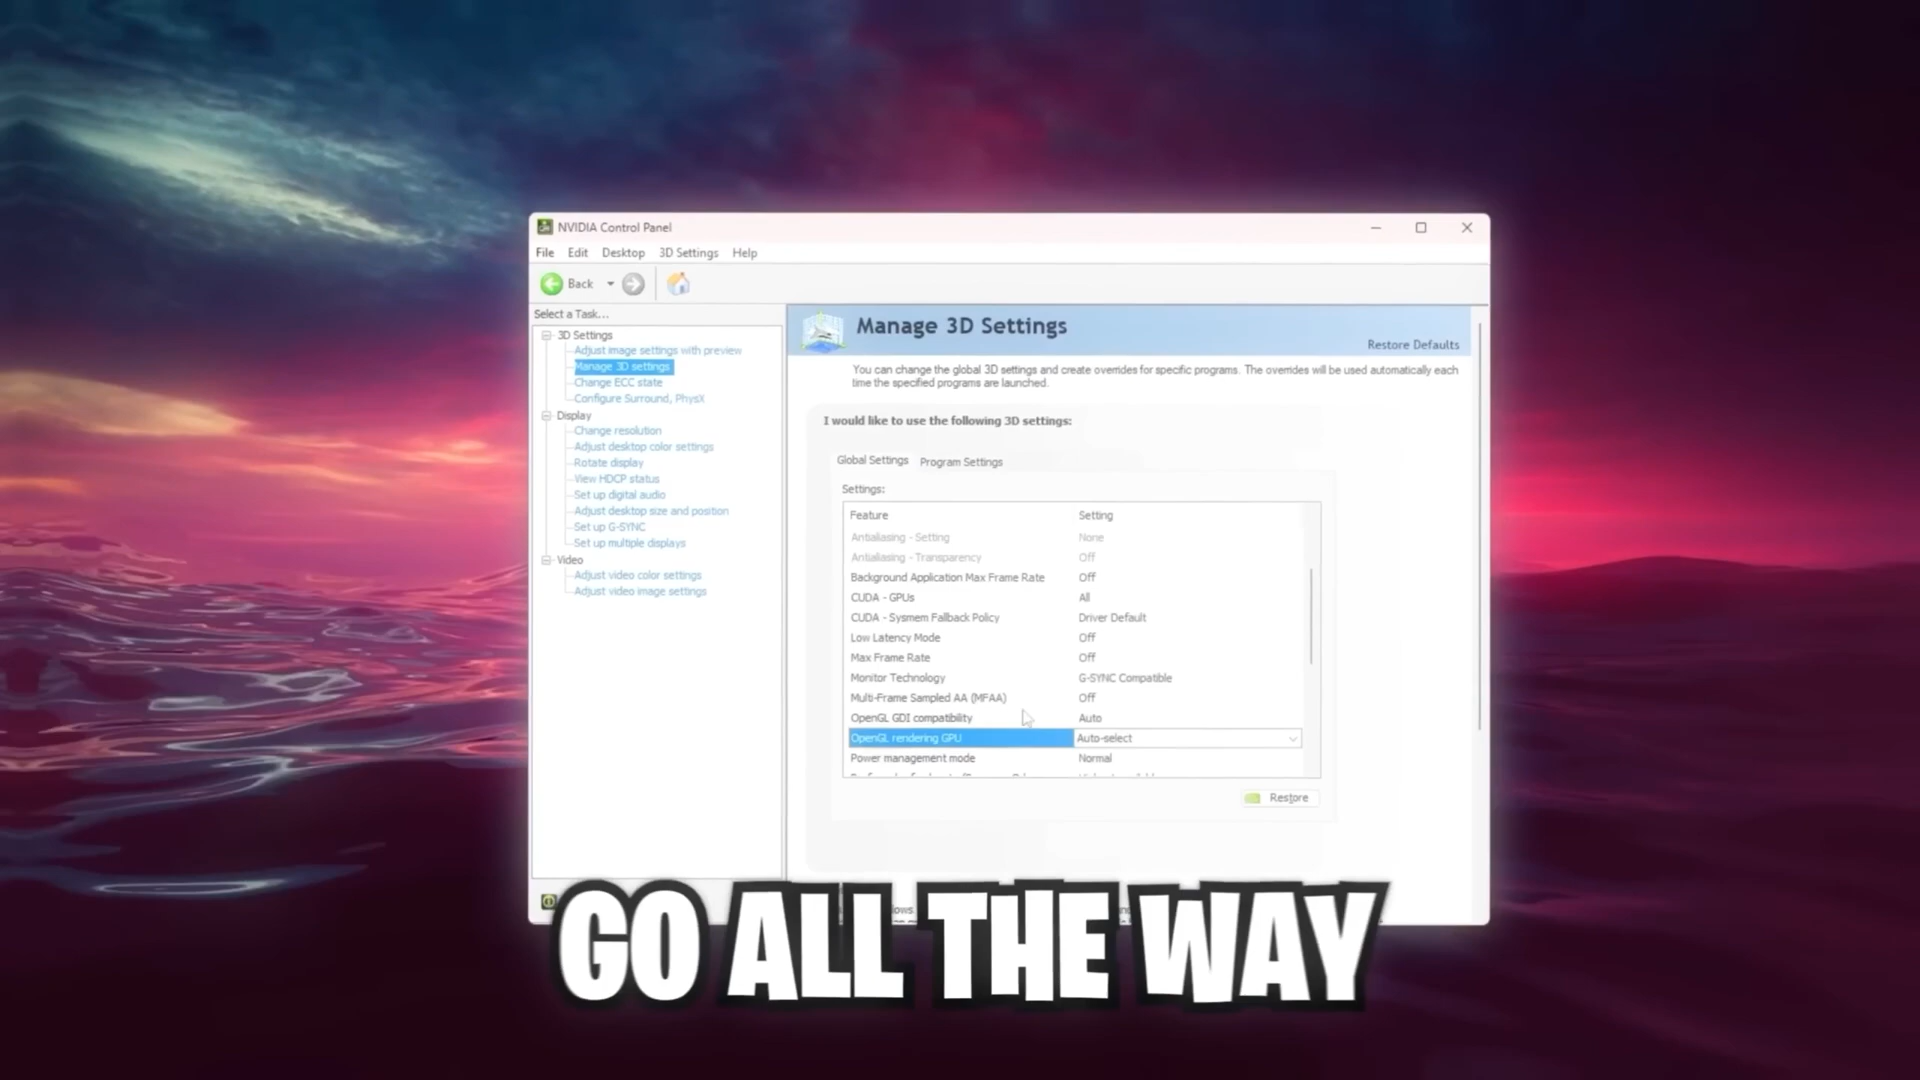 NVIDIA Control Panel
File Edit Desktop 3D Settings Help
Back
Select a Task...
3D Settings
Adjust image settings with preview
Manage 3D settings
Change ECC state
Configure Surround, PhysX
Display
Change resolution
Adjust desktop color settings
Rotate display
View HDCP status
Set up digital audio
Adjust desktop size and position
Set up G-SYNC
Set up multiple displays
Video
Adjust video color settings
Adjust video image settings
Manage 3D Settings
Restore Defaults
You can change the global 3D settings and create overrides for specific programs. The overrides will be used automatically each
time the specified programs are launched.
I would like to use the following 3D settings:
Global Settings Program Settings
Settings:
Feature Setting
Antialiasing - Setting None
Antialiasing - Transparency Off
Background Application Max Frame Rate Off
CUDA - GPUs All
CUDA - Sysmem Fallback Policy Driver Default
Low Latency Mode Off
Max Frame Rate Off
Monitor Technology G-SYNC Compatible
Multi-Frame Sampled AA (MFAA) Off
OpenGL GDI compatibility Auto
OpenGL rendering GPU Auto-select
Power management mode Normal
Restore
GO ALL THE WAY